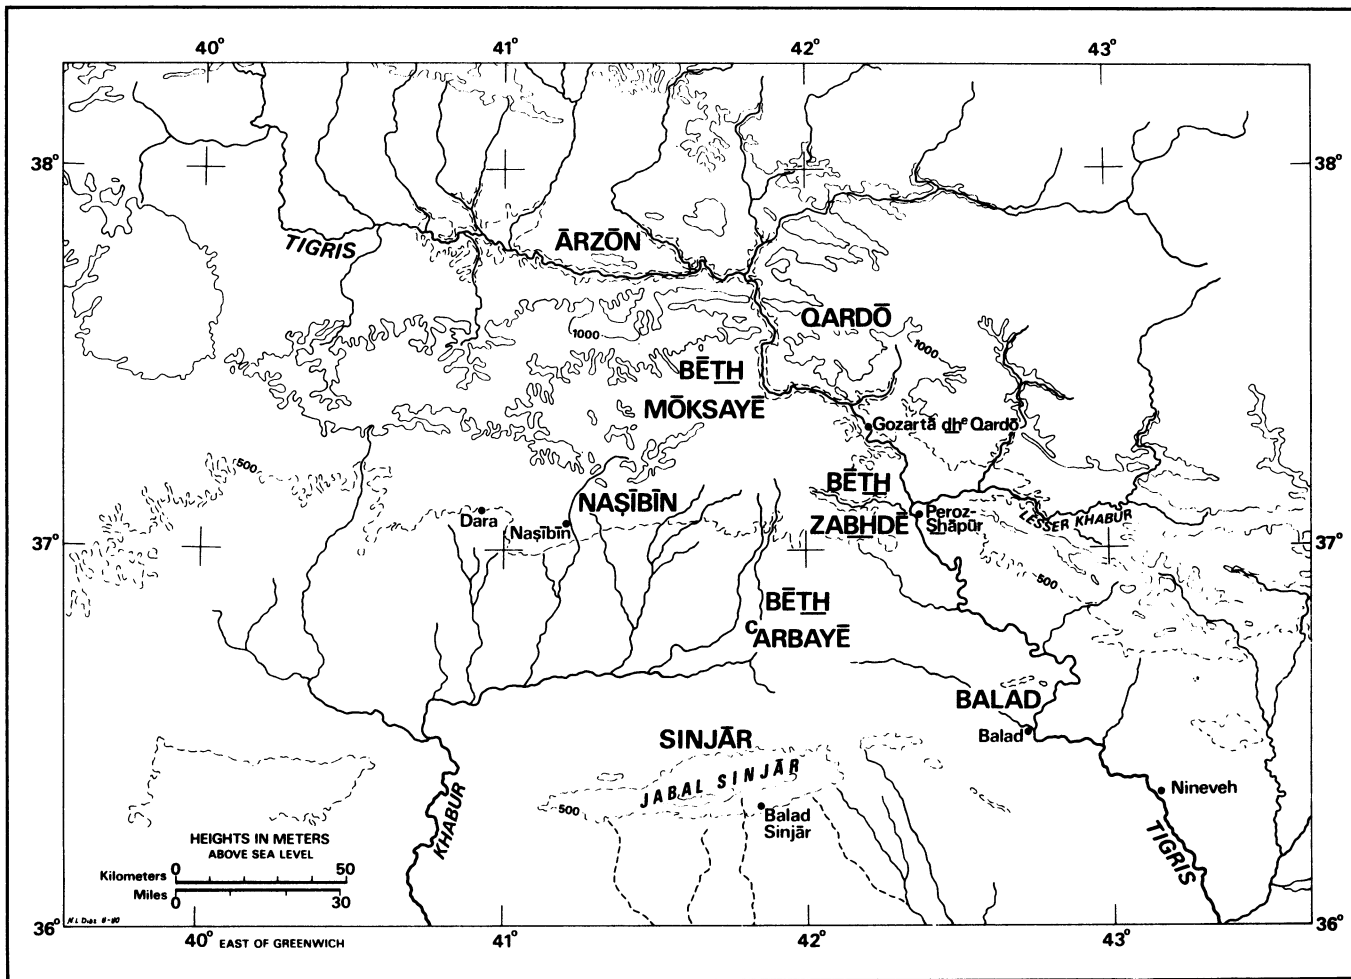 40° 41° 42° 43°
38° 38°
TIGRIS
ĀRZŌN
QARDŌ
1000
1000
BĒTH
MŌKSAYĒ
Gozartā dhᵉ Qardō
500
BĒTH
NAṢĪBĪN
Dara
Naṣībīn
ZABHDĒ
Peroz-
Shāpūr
LESSER KHABUR
37° 37°
500
BĒTH
ᶜARBAYĒ
BALAD
Balad
SINJĀR
JABAL SINJĀR
500
Balad
Sinjār
Nineveh
KHABUR
TIGRIS
HEIGHTS IN METERS
ABOVE SEA LEVEL
Kilometers 0 50
Miles 0 30
36° 36°
40° EAST OF GREENWICH 41° 42° 43°